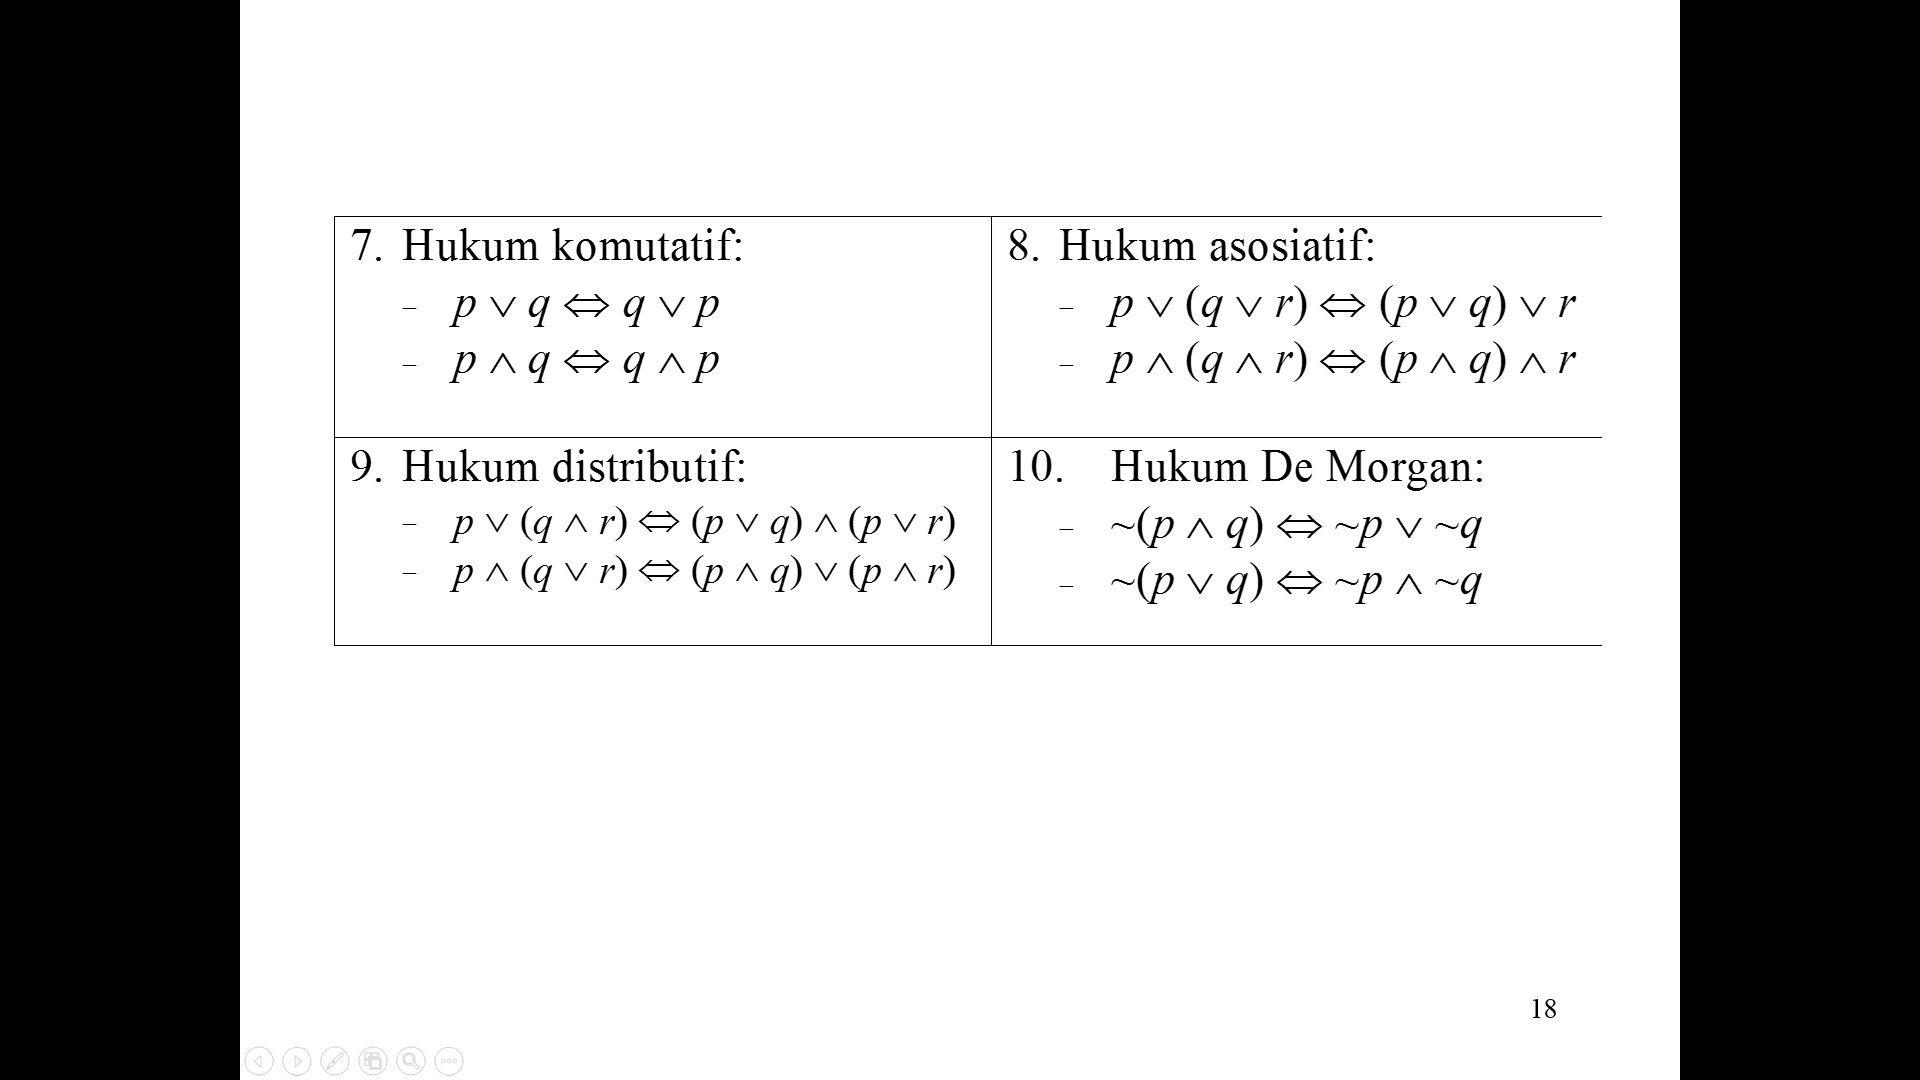 7. Hukum komutatif:
– p ∨ q ⇔ q ∨ p
– p ∧ q ⇔ q ∧ p
8. Hukum asosiatif:
– p ∨ (q ∨ r) ⇔ (p ∨ q) ∨ r
– p ∧ (q ∧ r) ⇔ (p ∧ q) ∧ r
9. Hukum distributif:
– p ∨ (q ∧ r) ⇔ (p ∨ q) ∧ (p ∨ r)
– p ∧ (q ∨ r) ⇔ (p ∧ q) ∨ (p ∧ r)
10. Hukum De Morgan:
– ~(p ∧ q) ⇔ ~p ∨ ~q
– ~(p ∨ q) ⇔ ~p ∧ ~q
18